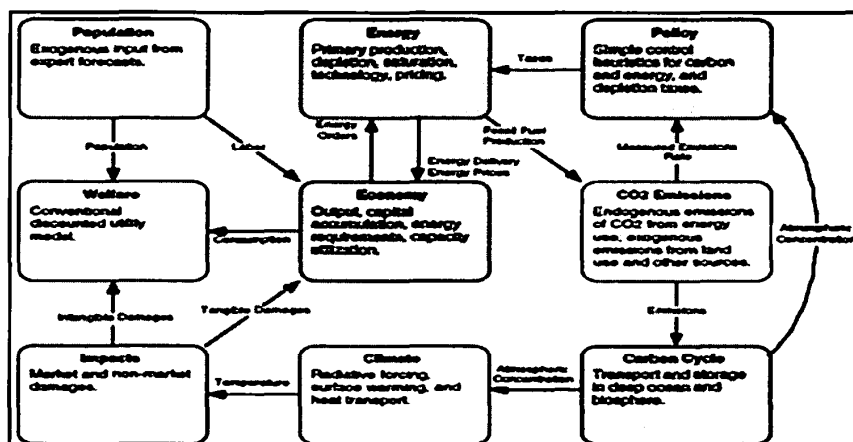 Population
Exogenous input from
expert forecasts.
Energy
Primary production,
depletion, saturation,
technology, pricing.
Policy
Simple control
heuristics for carbon
and energy, and
depletion taxes.
Taxes
Population
Labor
Energy
Orders
Energy Delivery
Energy Prices
Fossil Fuel
Production
Measured Emissions
Rate
Welfare
Conventional
discounted utility
model.
Consumption
Economy
Output, capital
accumulation, energy
requirements, capacity
utilization.
CO2 Emissions
Endogenous emissions
of CO2 from energy
use, exogenous
emissions from land
use and other sources.
Atmospheric
Concentration
Intangible Damages
Tangible Damages
Emissions
Impacts
Market and non-market
damages.
Temperature
Climate
Radiative forcing,
surface warming, and
heat transport.
Atmospheric
Concentration
Carbon Cycle
Transport and storage
in deep ocean and
biosphere.